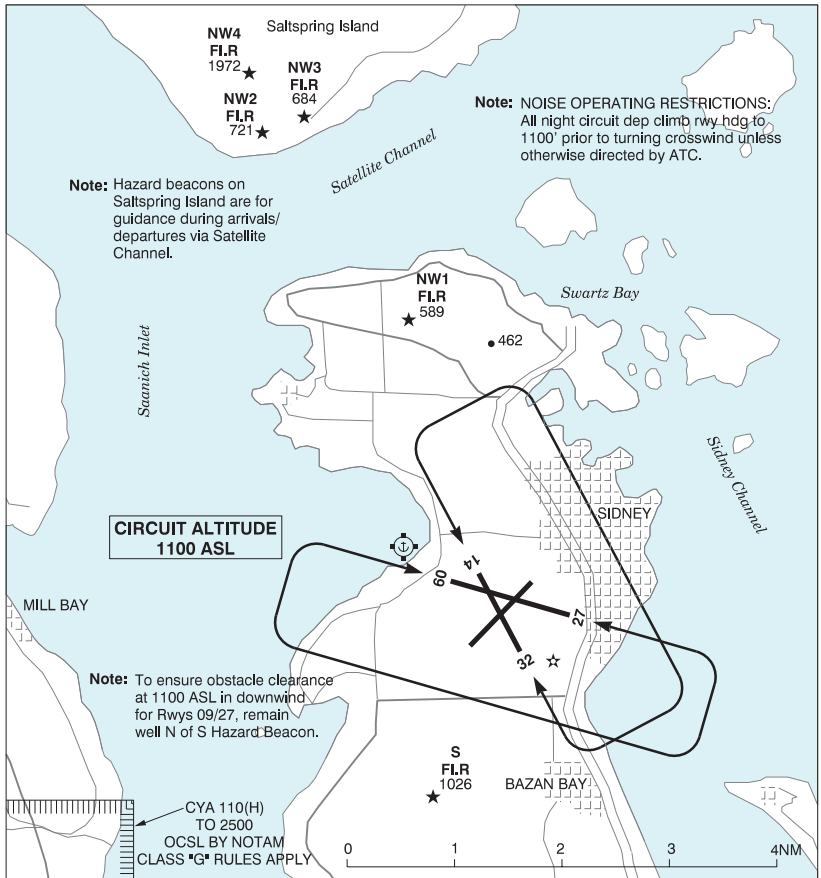 Saltspring Island
NW4
Fl.R
1972
NW3
Fl.R
684
NW2
Fl.R
721
Note: NOISE OPERATING RESTRICTIONS:
All night circuit dep climb rwy hdg to
1100' prior to turning crosswind unless
otherwise directed by ATC.
Satellite Channel
Note: Hazard beacons on
Saltspring Island are for
guidance during arrivals/
departures via Satellite
Channel.
NW1
Fl.R
589
462
Swartz Bay
Saanich Inlet
Sidney Channel
SIDNEY
CIRCUIT ALTITUDE
1100 ASL
14
09
27
32
MILL BAY
Note: To ensure obstacle clearance
at 1100 ASL in downwind
for Rwys 09/27, remain
well N of S Hazard Beacon.
S
Fl.R
1026
BAZAN BAY
CYA 110(H)
TO 2500
OCSL BY NOTAM
CLASS "G" RULES APPLY
0 1 2 3 4NM